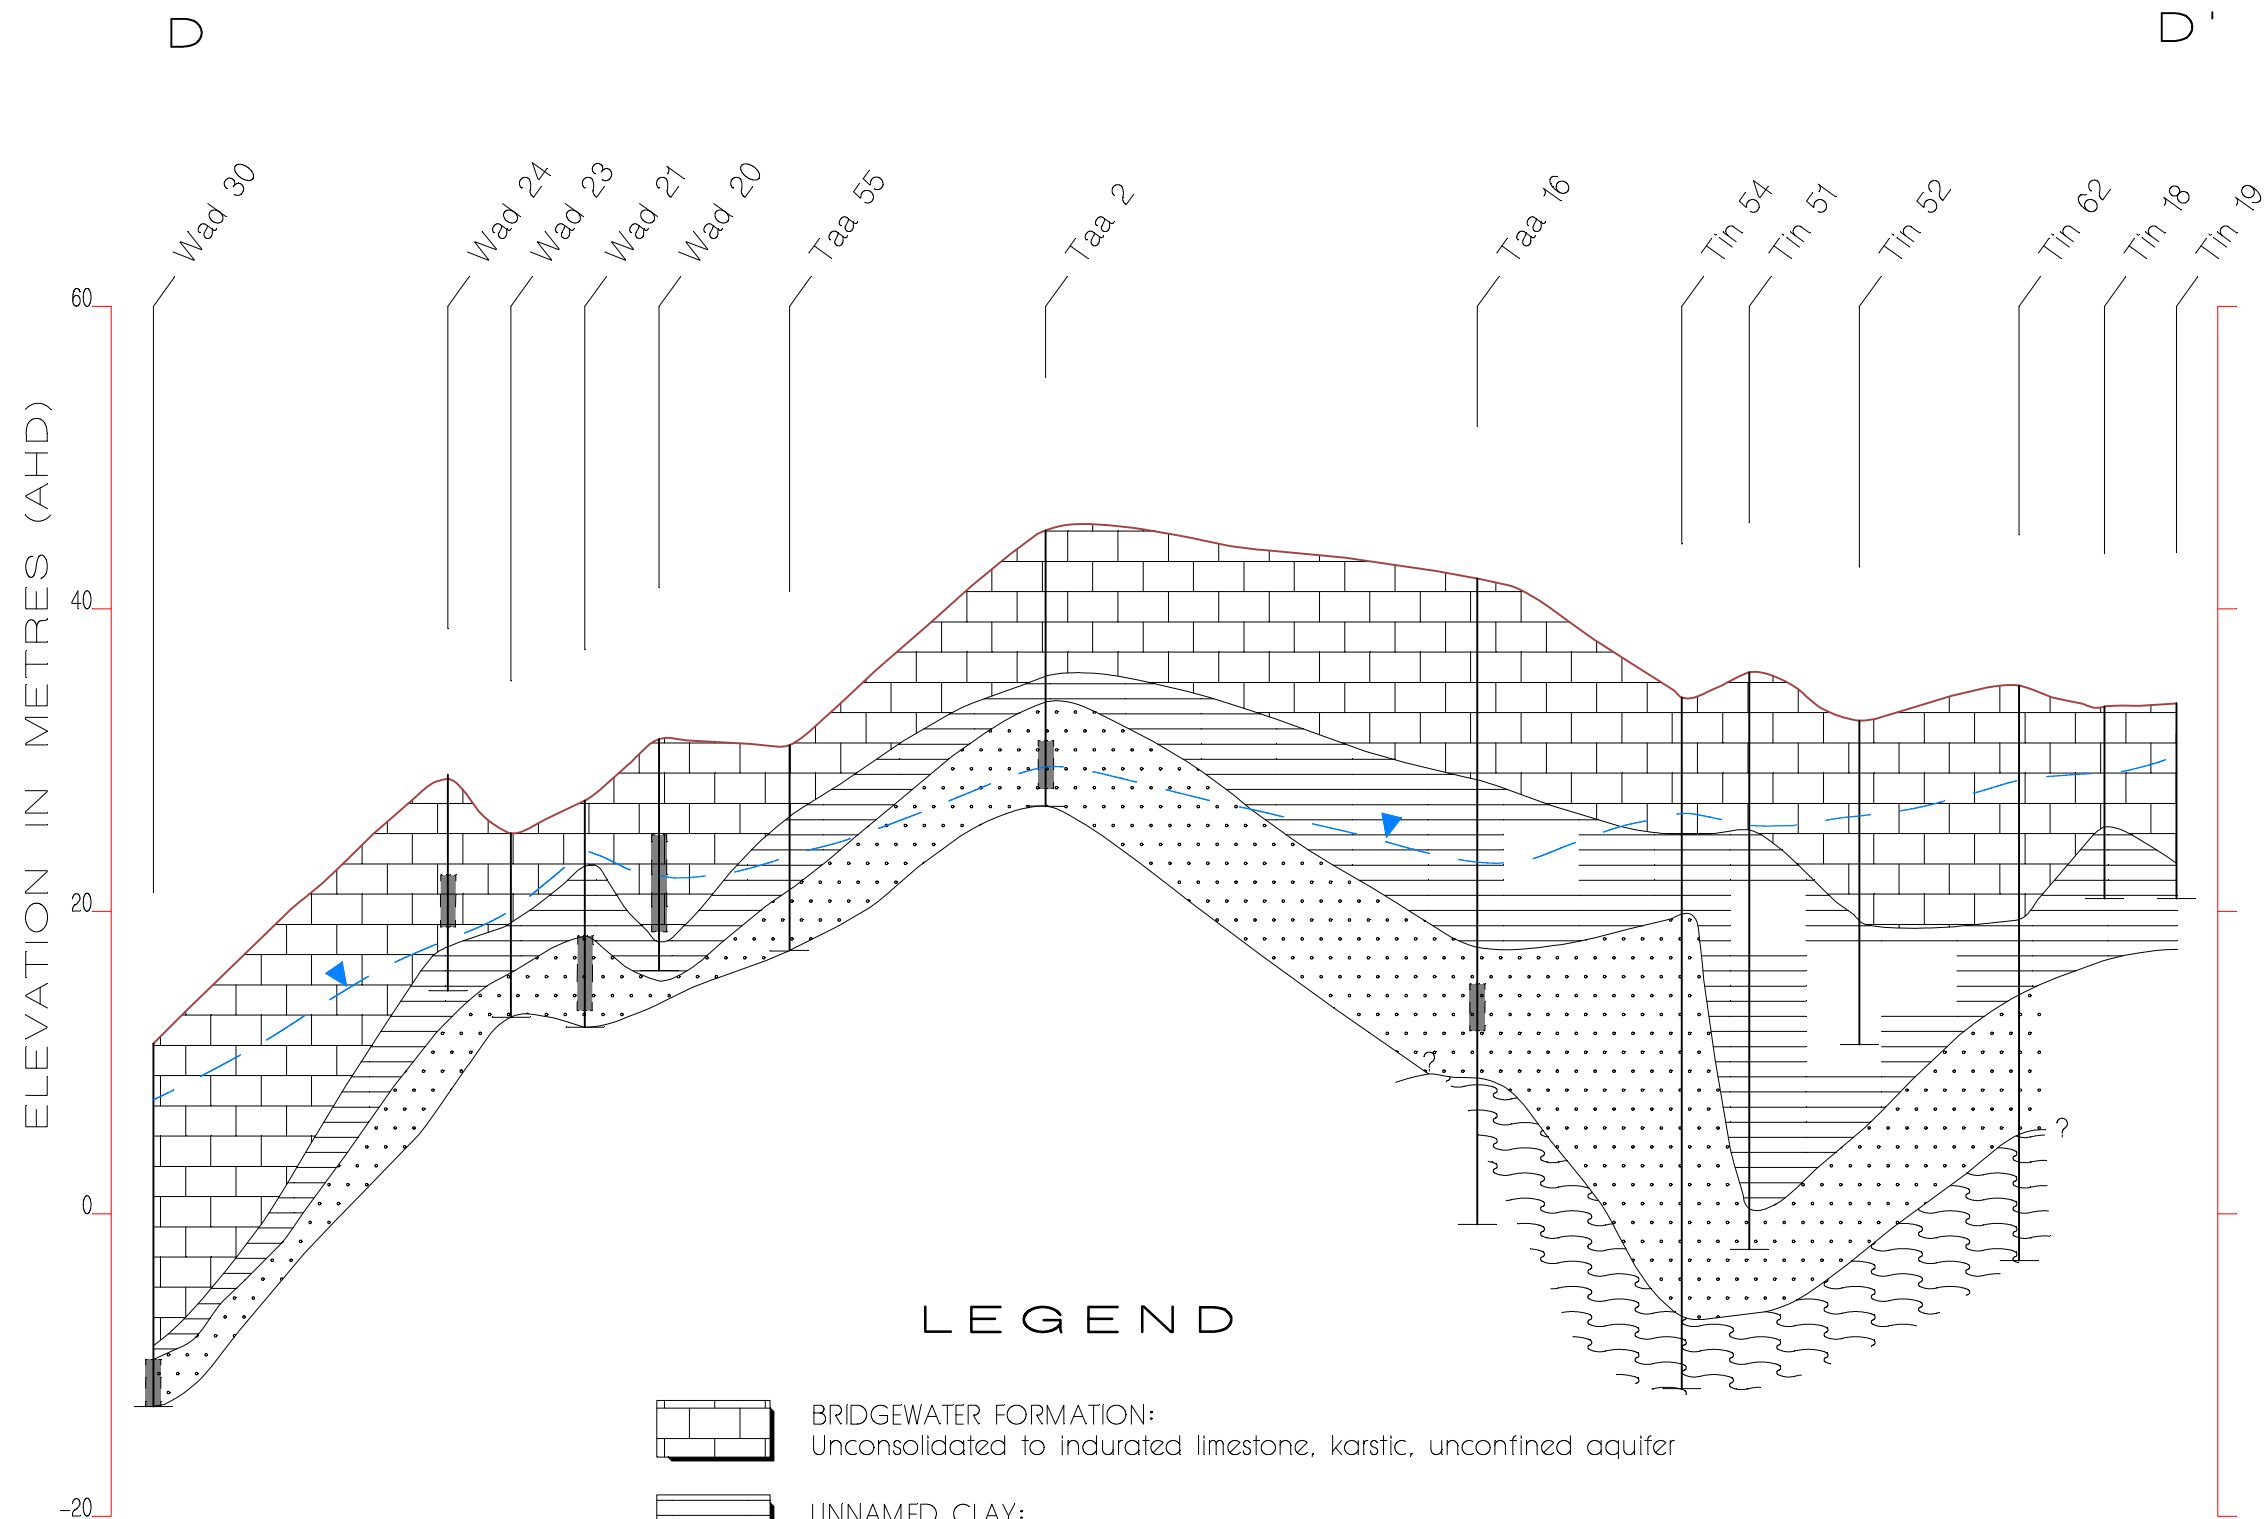 D D'
Wad 30
Wad 24
Wad 23
Wad 21
Wad 20
Taa 55
Taa 2
Taa 16
Tin 54
Tin 51
Tin 52
Tin 62
Tin 18
Tin 19
ELEVATION IN METRES (AHD)
60
40
20
0
-20
?
?
LEGEND
BRIDGEWATER FORMATION:
Unconsolidated to indurated limestone, karstic, unconfined aquifer
UNNAMED CLAY: